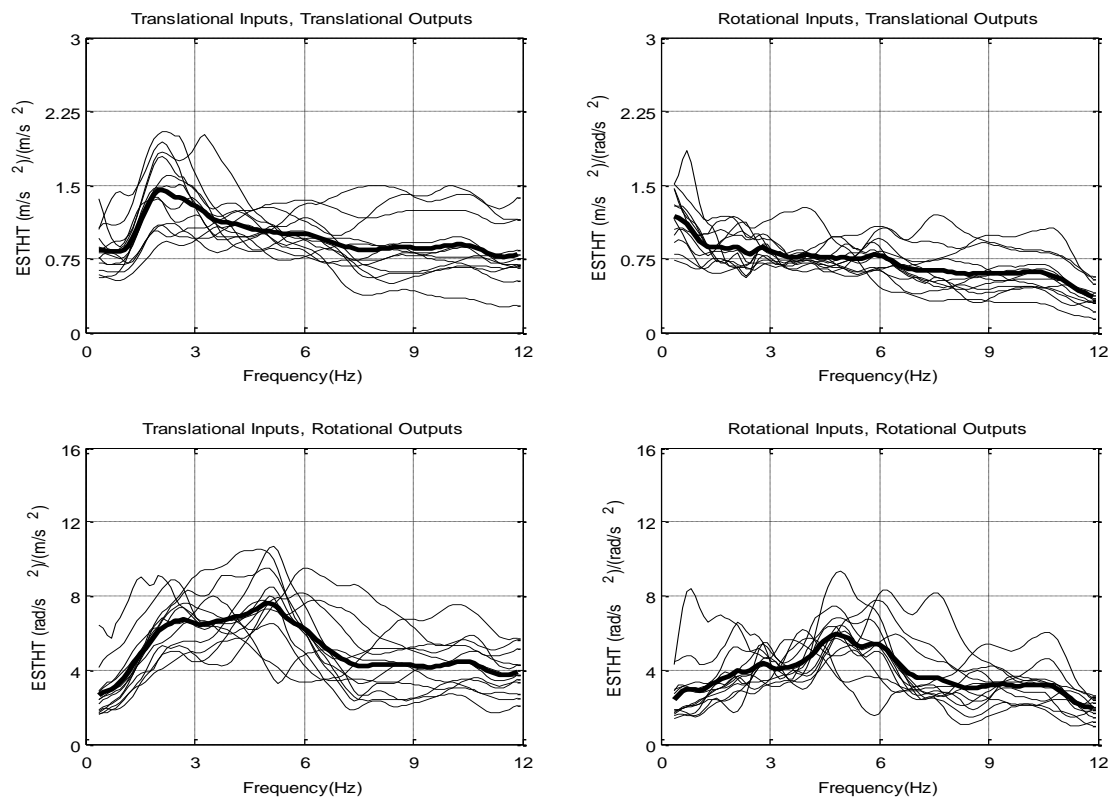 Translational Inputs, Translational Outputs
3
2.25
1.5
0.75
0
0 3 6 9 12
ESTHT (m/s 2)/(m/s 2)
Frequency(Hz)
Rotational Inputs, Translational Outputs
3
2.25
1.5
0.75
0
0 3 6 9 12
ESTHT (m/s 2)/(rad/s 2)
Frequency(Hz)
Translational Inputs, Rotational Outputs
16
12
8
4
0
0 3 6 9 12
ESTHT (rad/s 2)/(m/s 2)
Frequency(Hz)
Rotational Inputs, Rotational Outputs
16
12
8
4
0
0 3 6 9 12
ESTHT (rad/s 2)/(rad/s 2)
Frequency(Hz)